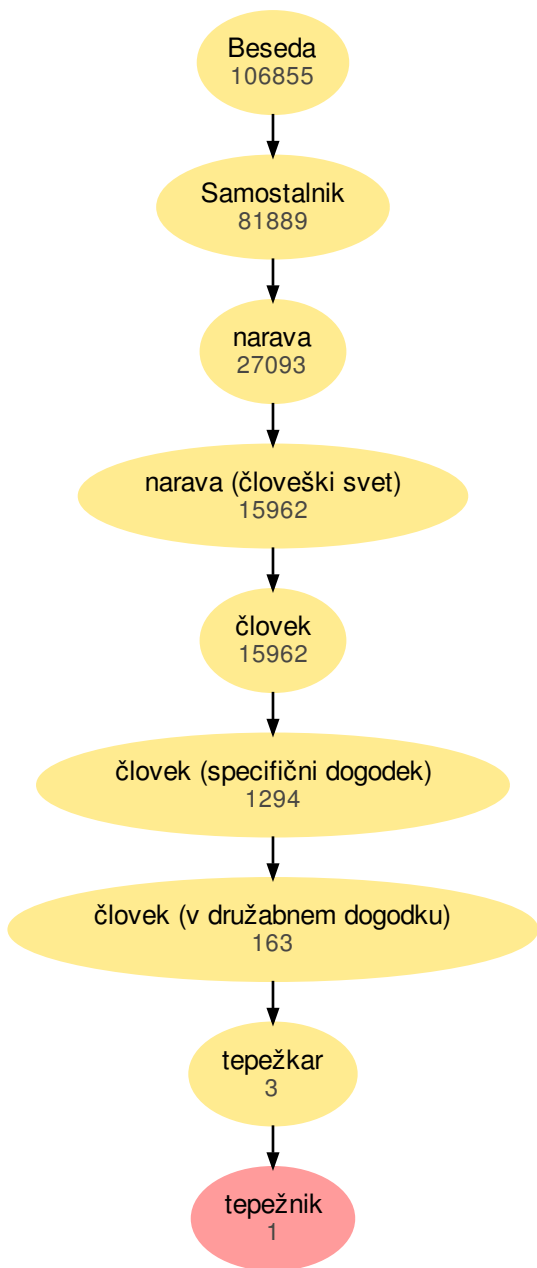 Beseda
106855
Samostalnik
81889
narava
27093
narava (človeški svet)
15962
človek
15962
človek (specifični dogodek)
1294
človek (v družabnem dogodku)
163
tepežkar
3
tepežnik
1